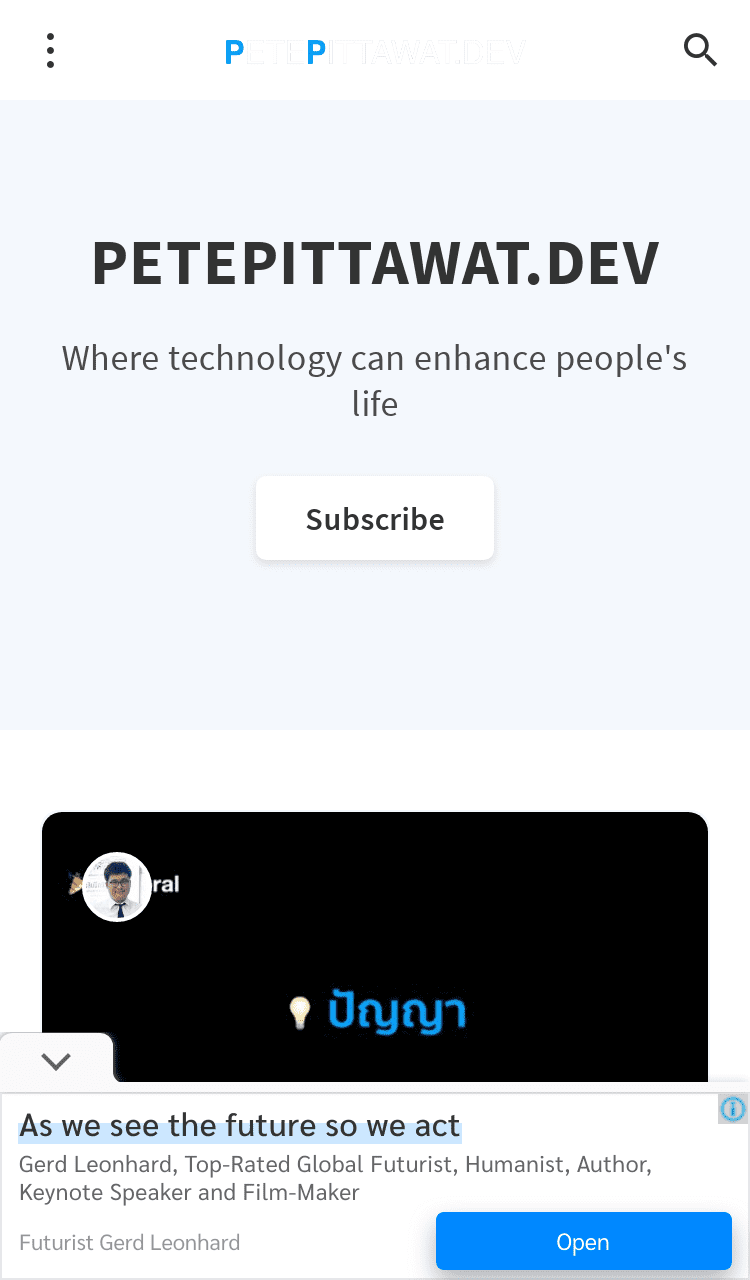 PETEPITTAWAT.DEV
PETEPITTAWAT.DEV
Where technology can enhance people's
life
Subscribe
ral
💡 ปัญญา
As we see the future so we act
Gerd Leonhard, Top-Rated Global Futurist, Humanist, Author,
Keynote Speaker and Film-Maker
Futurist Gerd Leonhard
Open